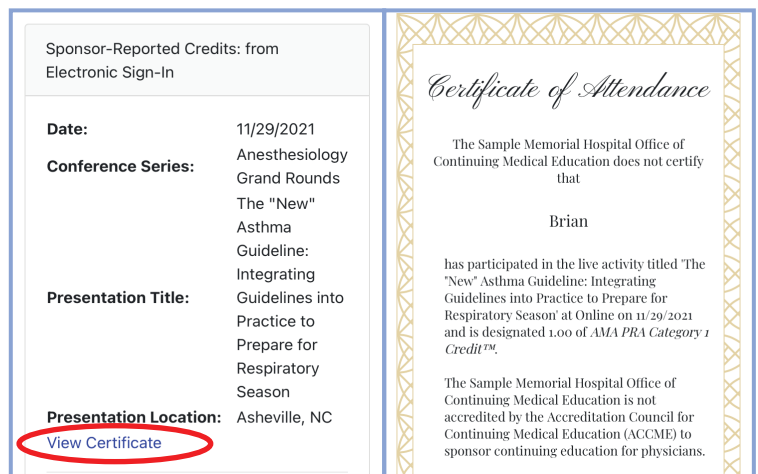 Sponsor-Reported Credits: from
Electronic Sign-In
Date: 11/29/2021
Conference Series: Anesthesiology
Grand Rounds
Presentation Title: The "New"
Asthma
Guideline:
Integrating
Guidelines into
Practice to
Prepare for
Respiratory
Season
Presentation Location: Asheville, NC
View Certificate
Certificate of Attendance
The Sample Memorial Hospital Office of
Continuing Medical Education does not certify
that
Brian
has participated in the live activity titled 'The
"New" Asthma Guideline: Integrating
Guidelines into Practice to Prepare for
Respiratory Season' at Online on 11/29/2021
and is designated 1.00 of AMA PRA Category 1
Credit™.
The Sample Memorial Hospital Office of
Continuing Medical Education is not
accredited by the Accreditation Council for
Continuing Medical Education (ACCME) to
sponsor continuing education for physicians.